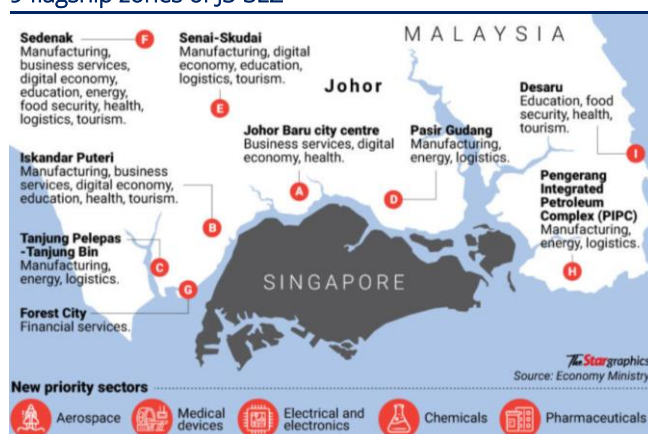 9 flagship zones of JS-SEZ
MALAYSIA
Sedenak
Manufacturing,
business services,
digital economy,
education, energy,
food security, health,
logistics, tourism.
F
Senai-Skudai
Manufacturing, digital
economy, education,
logistics, tourism.
E
Johor
Desaru
Education, food
security, health,
tourism.
I
Johor Baru city centre
Business services, digital
economy, health.
A
Pasir Gudang
Manufacturing,
energy, logistics.
D
Iskandar Puteri
Manufacturing, business
services, digital economy,
education, health, tourism.
B
Pengerang
Integrated
Petroleum
Complex (PIPC)
Manufacturing,
energy, logistics.
H
Tanjung Pelepas
-Tanjung Bin
Manufacturing,
energy, logistics.
C
SINGAPORE
G
Forest City
Financial services.
TheStargraphics
Source: Economy Ministry
New priority sectors
Aerospace
Medical
devices
Electrical and
electronics
Chemicals
Pharmaceuticals